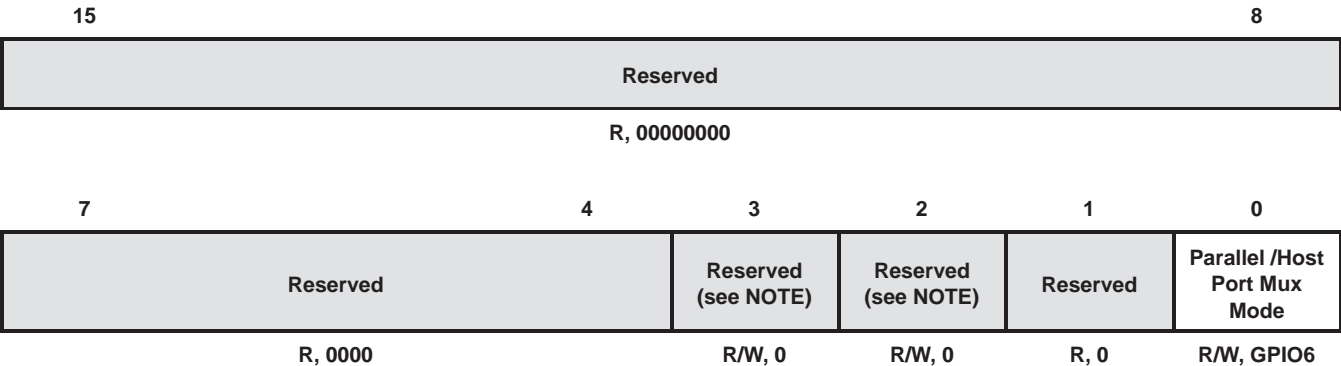 15 8
Reserved
R, 00000000
7 4 3 2 1 0
Reserved Reserved (see NOTE) Reserved (see NOTE) Reserved Parallel /Host Port Mux Mode
R, 0000 R/W, 0 R/W, 0 R, 0 R/W, GPIO6